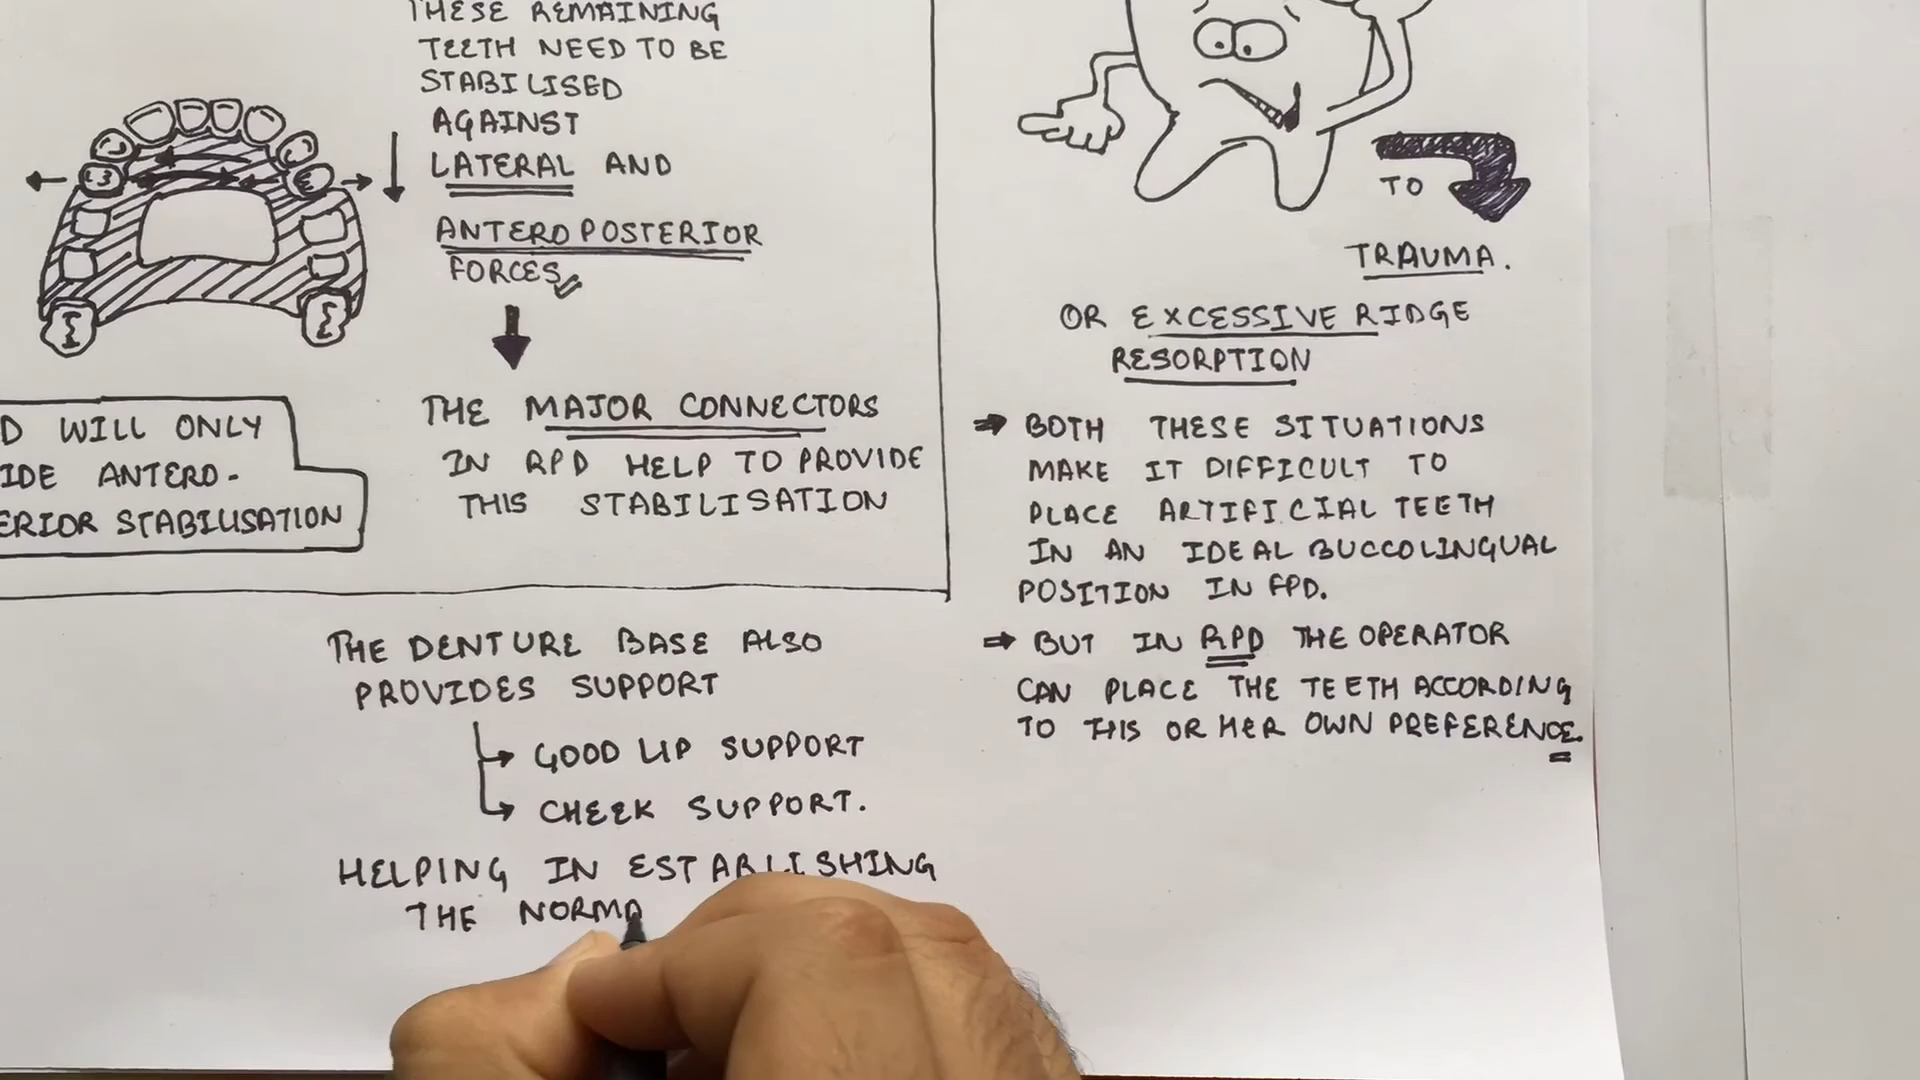 THESE REMAINING
TEETH NEED TO BE
STABILISED
AGAINST
LATERAL AND
ANTEROPOSTERIOR
FORCES
THE MAJOR CONNECTORS
IN RPD HELP TO PROVIDE
THIS STABILISATION
D WILL ONLY
IDE ANTERO-
ERIOR STABILISATION
THE DENTURE BASE ALSO
PROVIDES SUPPORT
GOOD LIP SUPPORT
CHEEK SUPPORT.
HELPING IN ESTABLISHING
THE NORMA
TO
TRAUMA.
OR EXCESSIVE RIDGE
RESORPTION
BOTH THESE SITUATIONS
MAKE IT DIFFICULT TO
PLACE ARTIFICIAL TEETH
IN AN IDEAL BUCCOLINGUAL
POSITION IN FPD.
BUT IN RPD THE OPERATOR
CAN PLACE THE TEETH ACCORDING
TO THIS OR HER OWN PREFERENCE.